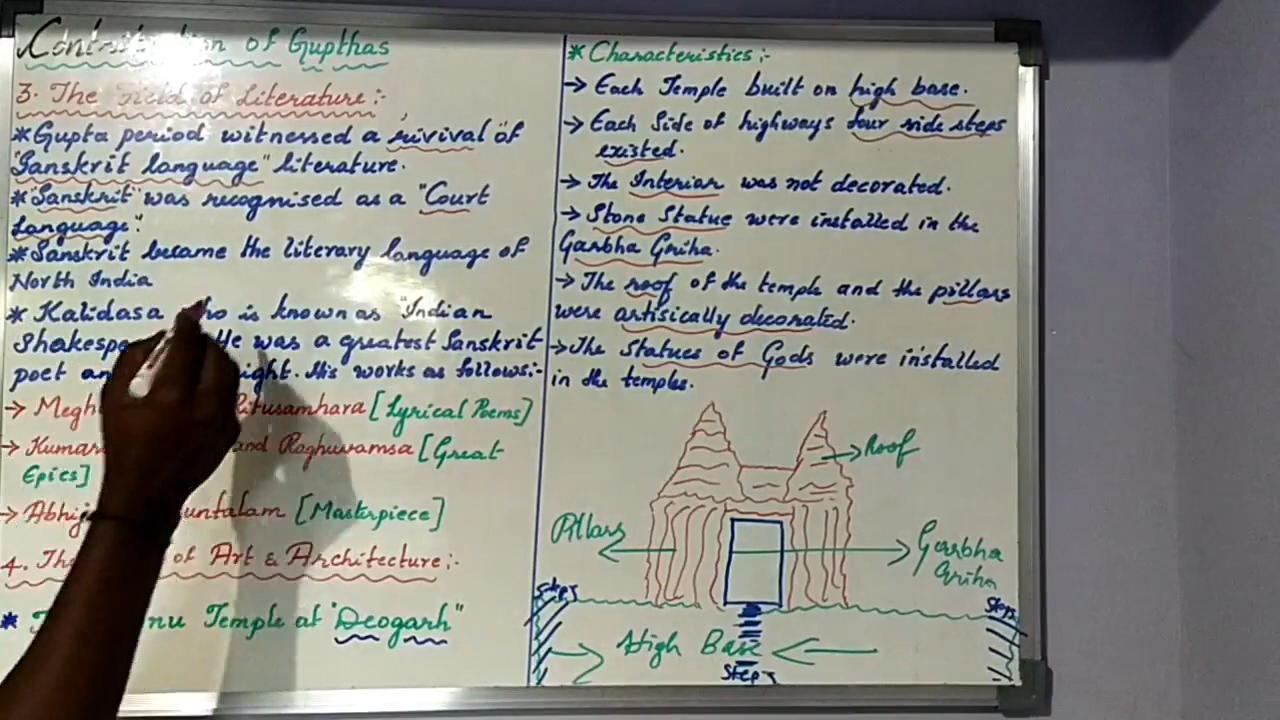 Contribution of Gupthas
3. The Field of Literature:-
* Gupta period witnessed a rivival of
"Sanskrit language" literature.
* "Sanskrit" was recognised as a "Court
Language".
* Sanskrit became the literary language of
North India
* Kalidasa who is known as "Indian
Shakespe He was a greatest Sanskrit
poet an ight. His works as follows:-
→ Megh Ritusamhara [Lyrical Poems]
→ Kumar and Raghuvamsa [Great
Epics]
→ Abhig untalam [Masterpiece]
4. The of Art & Architecture:-
* T nu Temple at "Deogarh"
* Characteristics:-
→ Each Temple built on high base.
→ Each Side of highways four side steps
existed.
→ The Interiar was not decorated.
→ Stone Statue were installed in the
Garbha Griha.
→ The roof of the temple and the pillars
were artisically decorated.
→ The Statues of Gods were installed
in the temples.
Roof
Pillars
Garbha
Griha
Steps
Steps
High Base
Steps